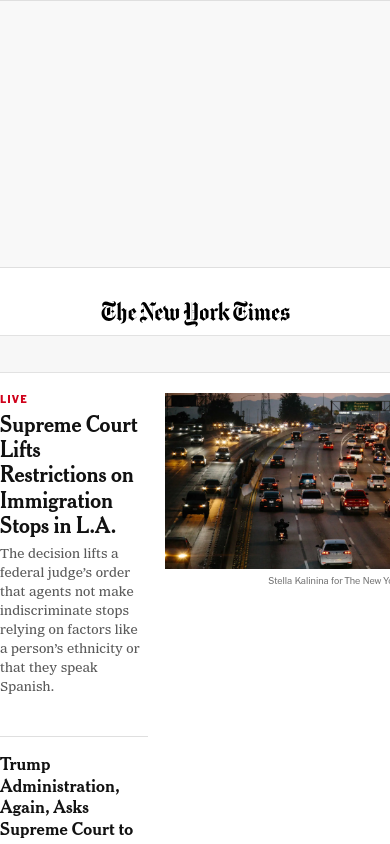 The New York Times
LIVE
Supreme Court
Lifts
Restrictions on
Immigration
Stops in L.A.
The decision lifts a
federal judge's order
that agents not make
indiscriminate stops
relying on factors like
a person's ethnicity or
that they speak
Spanish.
Stella Kalinina for The New Yo
Trump
Administration,
Again, Asks
Supreme Court to